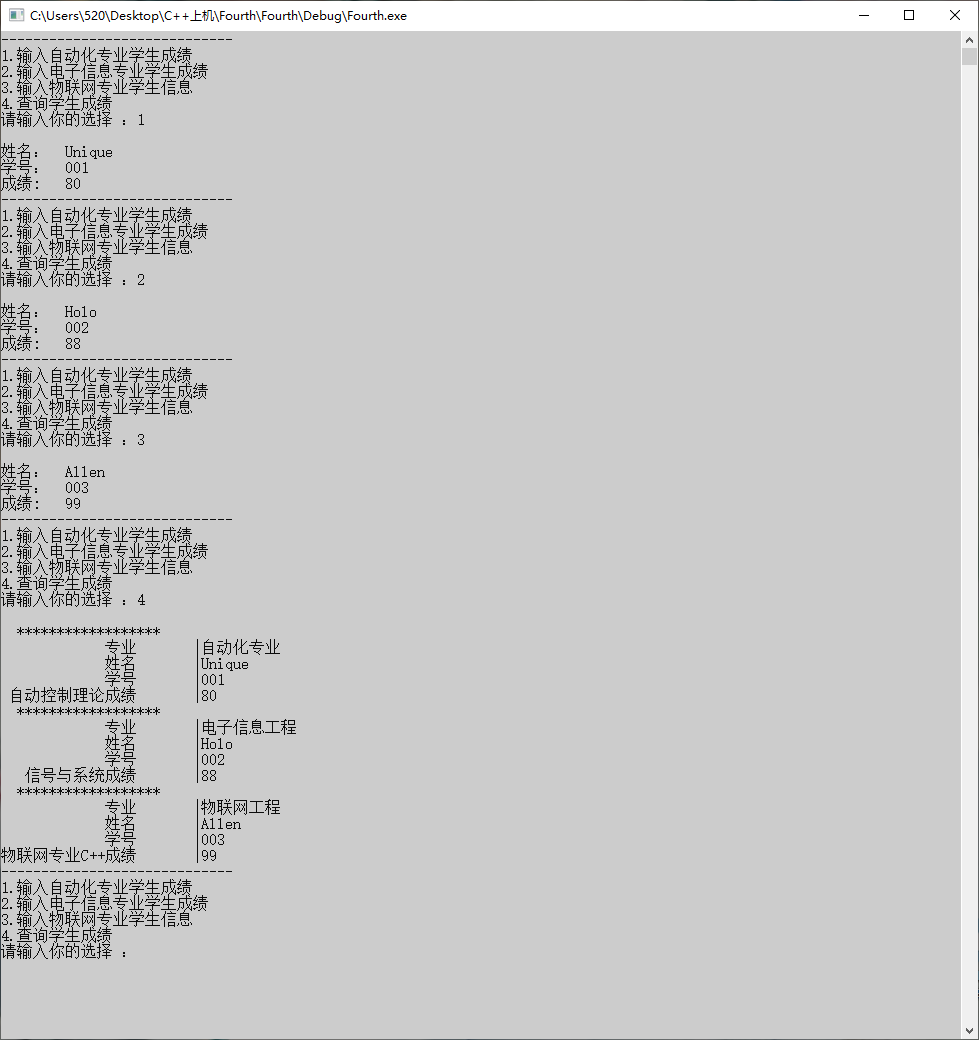 C:\Users\520\Desktop\C++上机\Fourth\Fourth\Debug\Fourth.exe
-----------------------------
1.输入自动化专业学生成绩
2.输入电子信息专业学生成绩
3.输入物联网专业学生信息
4.查询学生成绩
请输入你的选择 ：1
姓名： Unique
学号： 001
成绩： 80
-----------------------------
1.输入自动化专业学生成绩
2.输入电子信息专业学生成绩
3.输入物联网专业学生信息
4.查询学生成绩
请输入你的选择 ：2
姓名： Holo
学号： 002
成绩： 88
-----------------------------
1.输入自动化专业学生成绩
2.输入电子信息专业学生成绩
3.输入物联网专业学生信息
4.查询学生成绩
请输入你的选择 ：3
姓名： Allen
学号： 003
成绩： 99
-----------------------------
1.输入自动化专业学生成绩
2.输入电子信息专业学生成绩
3.输入物联网专业学生信息
4.查询学生成绩
请输入你的选择 ：4
******************
专业 |自动化专业
姓名 |Unique
学号 |001
自动控制理论成绩 |80
******************
专业 |电子信息工程
姓名 |Holo
学号 |002
信号与系统成绩 |88
******************
专业 |物联网工程
姓名 |Allen
学号 |003
物联网专业C++成绩 |99
-----------------------------
1.输入自动化专业学生成绩
2.输入电子信息专业学生成绩
3.输入物联网专业学生信息
4.查询学生成绩
请输入你的选择 ：